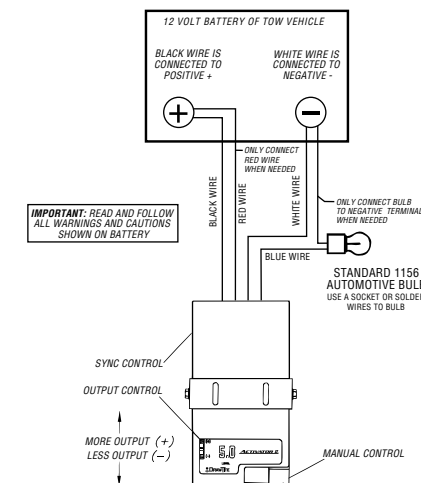 12 VOLT BATTERY OF TOW VEHICLE
BLACK WIRE IS
CONNECTED TO
POSITIVE +
WHITE WIRE IS
CONNECTED TO
NEGATIVE -
ONLY CONNECT
RED WIRE
WHEN NEEDED
BLACK WIRE
RED WIRE
WHITE WIRE
ONLY CONNECT BULB
TO NEGATIVE TERMINAL
WHEN NEEDED
IMPORTANT: READ AND FOLLOW
ALL WARNINGS AND CAUTIONS
SHOWN ON BATTERY
BLUE WIRE
STANDARD 1156
AUTOMOTIVE BULB
USE A SOCKET OR SOLDER
WIRES TO BULB
SYNC CONTROL
OUTPUT CONTROL
MORE OUTPUT (+)
LESS OUTPUT (−)
5.0
MANUAL CONTROL